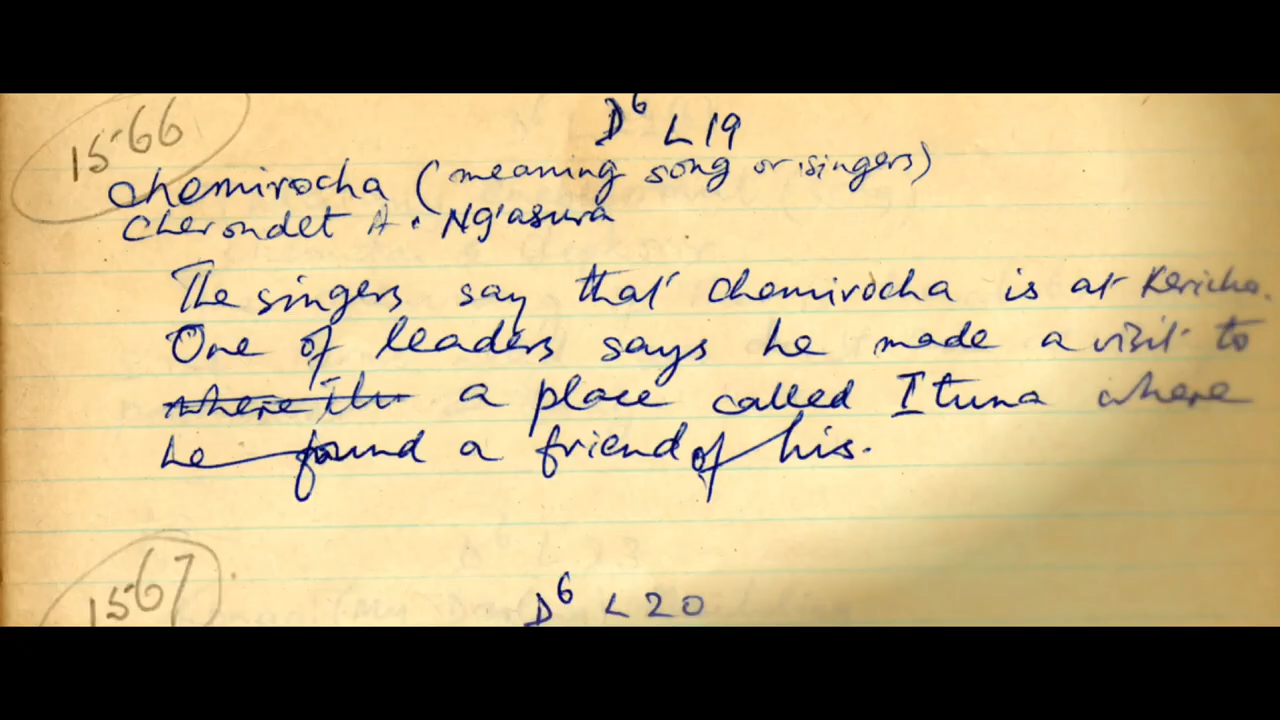 1566
D6 L19
Chemirocha (meaning song or singers)
Cherondet A. Ng'asura
The singers say that chemirocha is at Kericho.
One of leaders says he made a visit to
a place called Ituna where
he found a friend of his.
1567
D6 L20